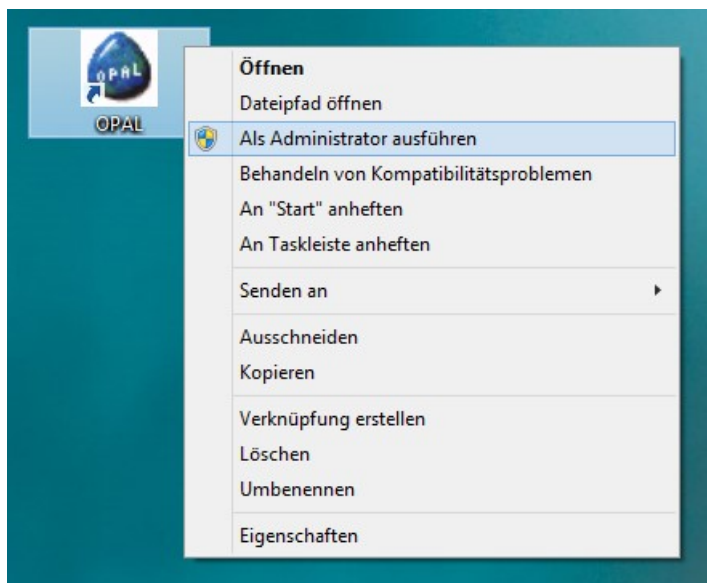 OPAL
OPAL
Öffnen
Dateipfad öffnen
Als Administrator ausführen
Behandeln von Kompatibilitätsproblemen
An "Start" anheften
An Taskleiste anheften
Senden an
Ausschneiden
Kopieren
Verknüpfung erstellen
Löschen
Umbenennen
Eigenschaften